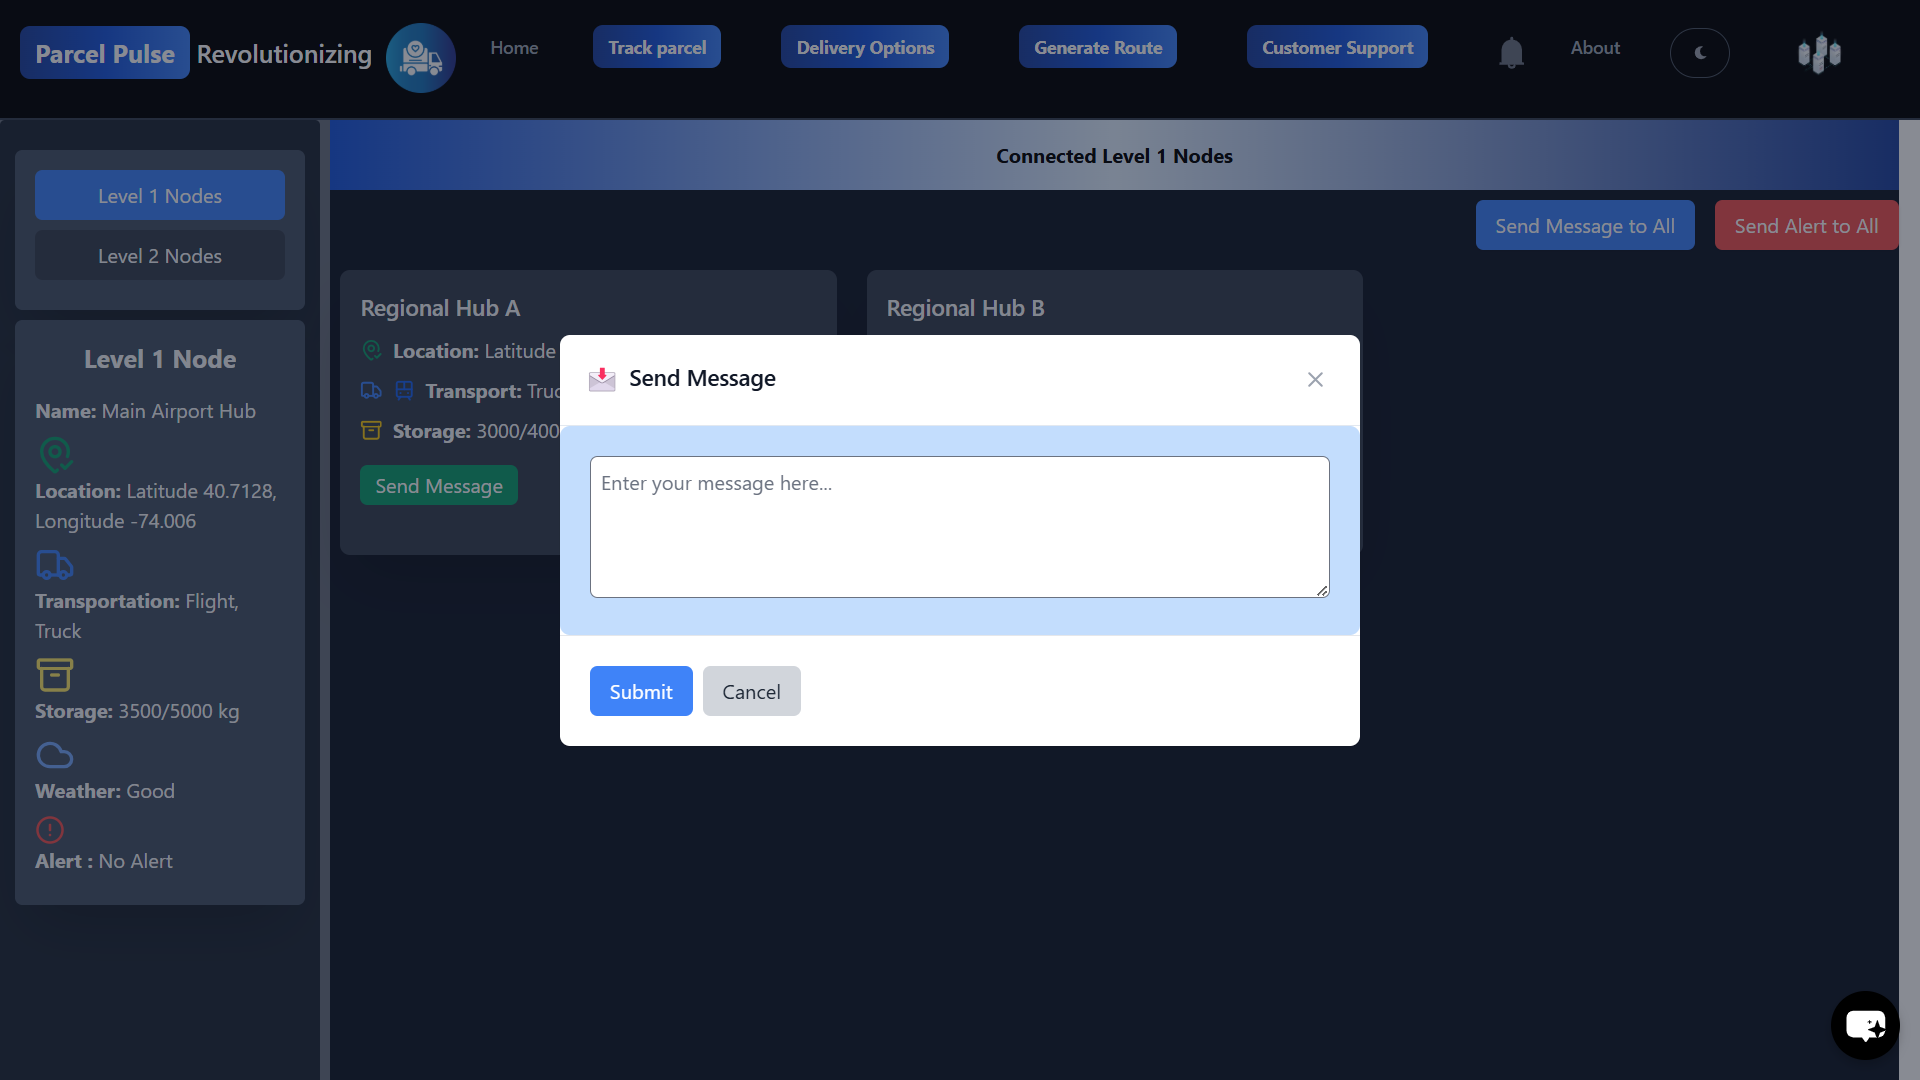 Parcel Pulse Revolutionizing
Home
Track parcel
Delivery Options
Generate Route
Customer Support
About
Level 1 Nodes
Level 2 Nodes
Level 1 Node
Name: Main Airport Hub
Location: Latitude 40.7128,
Longitude -74.006
Transportation: Flight,
Truck
Storage: 3500/5000 kg
Weather: Good
Alert : No Alert
Connected Level 1 Nodes
Send Message to All
Send Alert to All
Regional Hub A
Location: Latitude
Transport:
Storage: 3000/400
Send Message
Regional Hub B
Send Message
Enter your message here...
Submit
Cancel